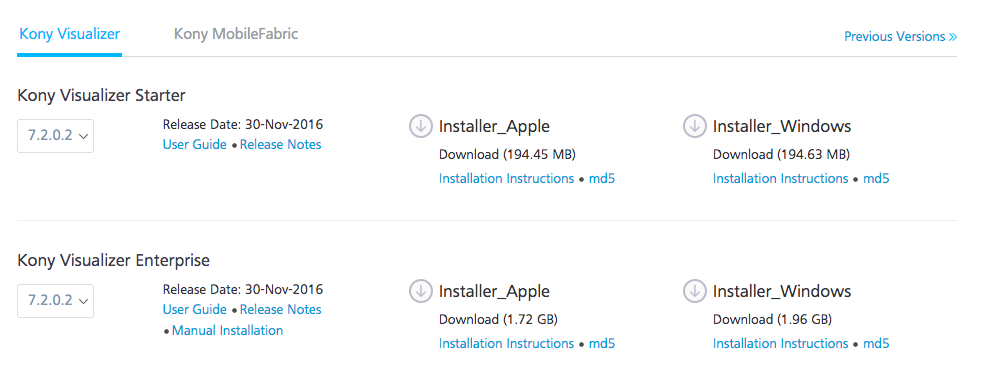 Kony Visualizer Kony MobileFabric Previous Versions »
Kony Visualizer Starter
7.2.0.2 Release Date: 30-Nov-2016 Installer_Apple Installer_Windows
User Guide • Release Notes Download (194.45 MB) Download (194.63 MB)
Installation Instructions • md5 Installation Instructions • md5
Kony Visualizer Enterprise
7.2.0.2 Release Date: 30-Nov-2016 Installer_Apple Installer_Windows
User Guide • Release Notes Download (1.72 GB) Download (1.96 GB)
• Manual Installation Installation Instructions • md5 Installation Instructions • md5